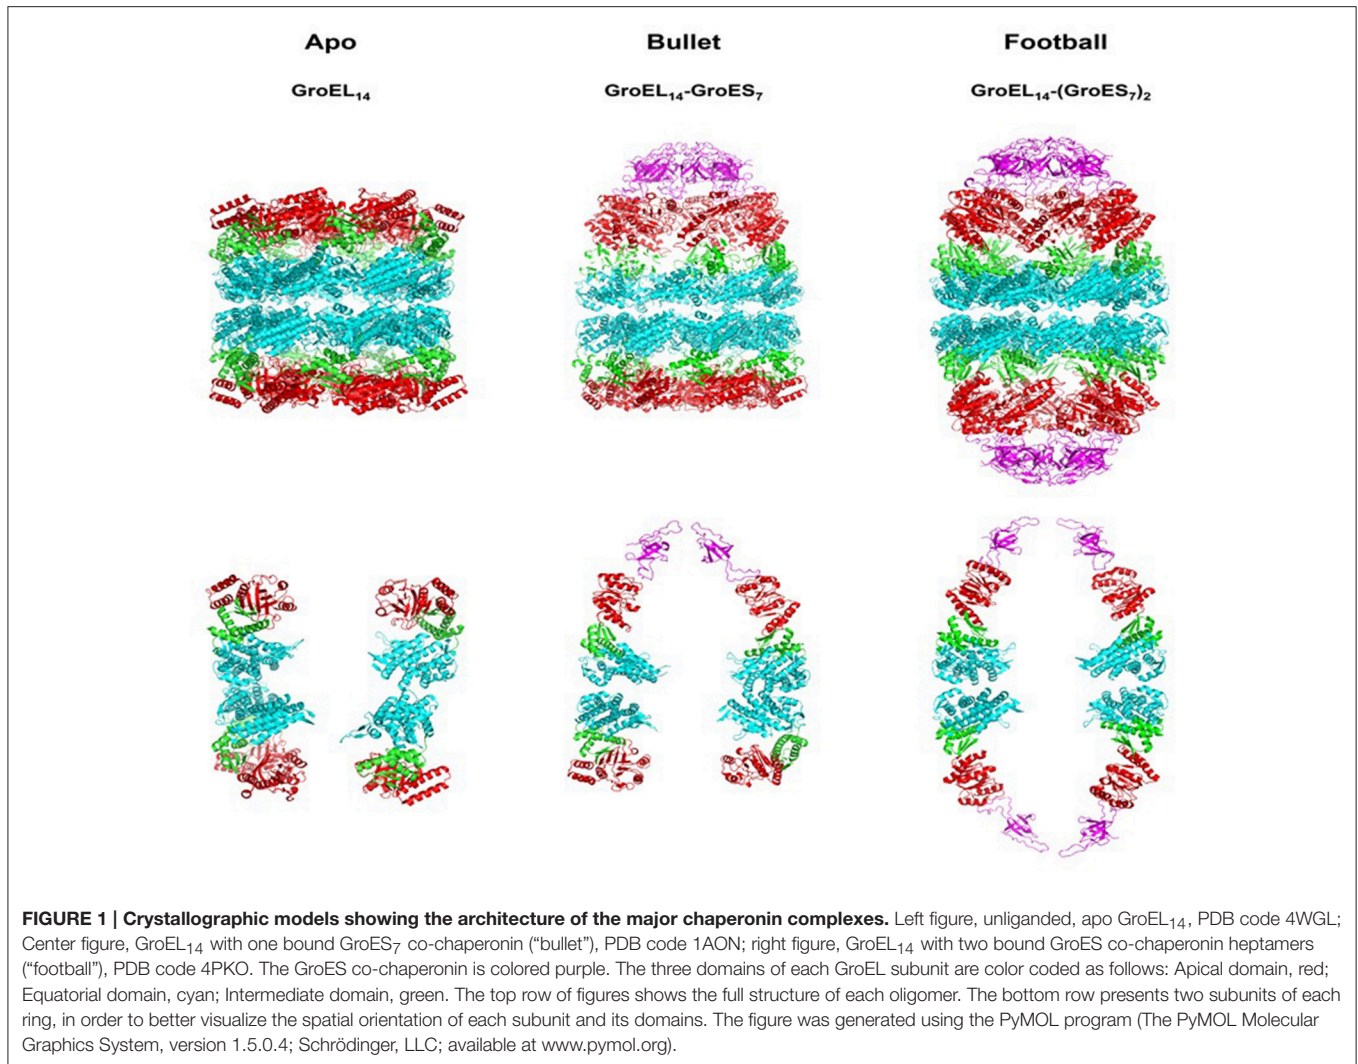 Apo
Bullet
Football
GroEL14
GroEL14-GroES7
GroEL14-(GroES7)2
FIGURE 1 | Crystallographic models showing the architecture of the major chaperonin complexes. Left figure, unliganded, apo GroEL14, PDB code 4WGL;
Center figure, GroEL14 with one bound GroES7 co-chaperonin (“bullet”), PDB code 1AON; right figure, GroEL14 with two bound GroES co-chaperonin heptamers
(“football”), PDB code 4PKO. The GroES co-chaperonin is colored purple. The three domains of each GroEL subunit are color coded as follows: Apical domain, red;
Equatorial domain, cyan; Intermediate domain, green. The top row of figures shows the full structure of each oligomer. The bottom row presents two subunits of each
ring, in order to better visualize the spatial orientation of each subunit and its domains. The figure was generated using the PyMOL program (The PyMOL Molecular
Graphics System, version 1.5.0.4; Schrödinger, LLC; available at www.pymol.org).